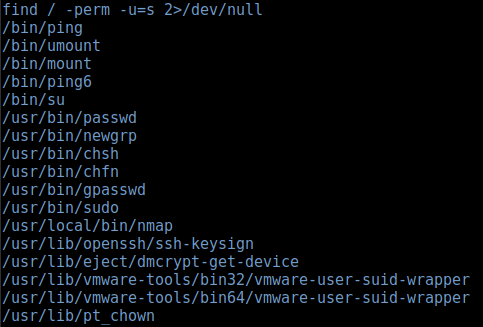 find / -perm -u=s 2>/dev/null
/bin/ping
/bin/umount
/bin/mount
/bin/ping6
/bin/su
/usr/bin/passwd
/usr/bin/newgrp
/usr/bin/chsh
/usr/bin/chfn
/usr/bin/gpasswd
/usr/bin/sudo
/usr/local/bin/nmap
/usr/lib/openssh/ssh-keysign
/usr/lib/eject/dmcrypt-get-device
/usr/lib/vmware-tools/bin32/vmware-user-suid-wrapper
/usr/lib/vmware-tools/bin64/vmware-user-suid-wrapper
/usr/lib/pt_chown